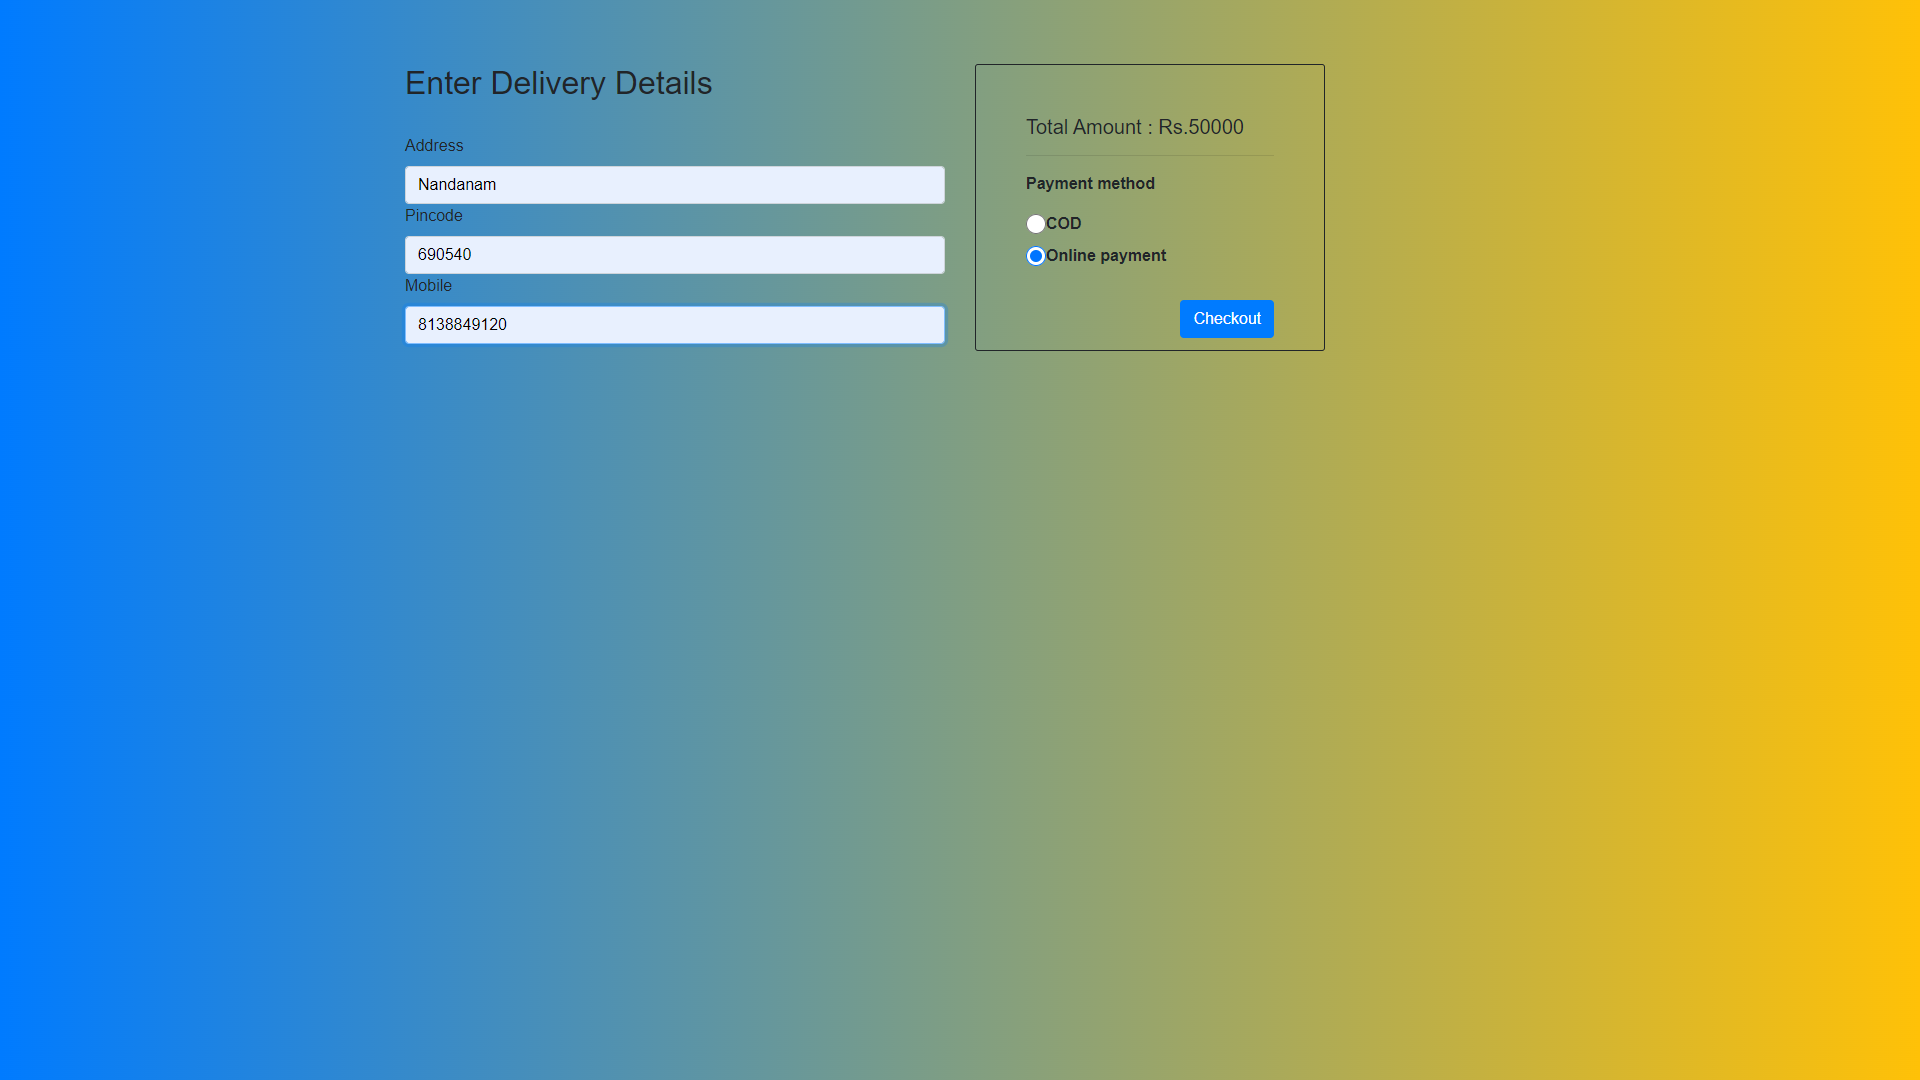 Enter Delivery Details
Address
Nandanam
Pincode
690540
Mobile
8138849120
Total Amount : Rs.50000
Payment method
COD
Online payment
Checkout